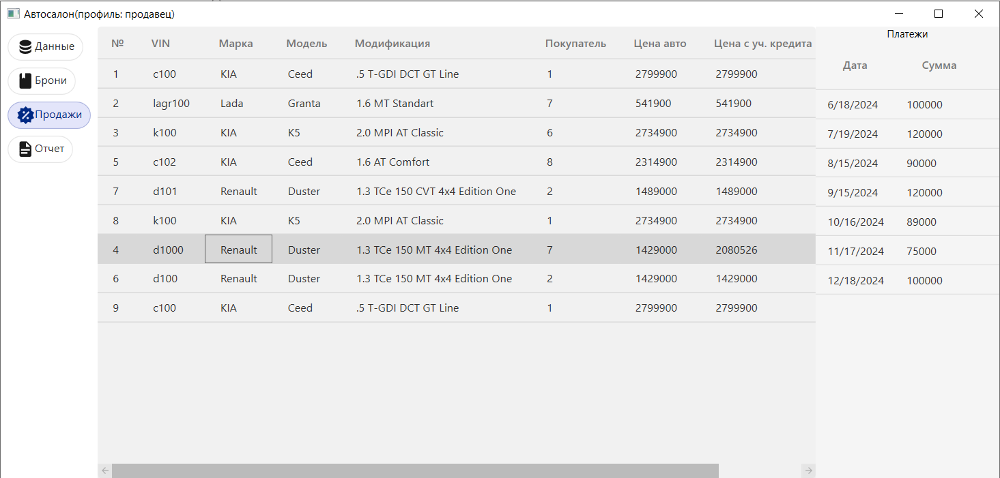 Автосалон(профиль: продавец)
Данные
Брони
Продажи
Отчет
№ VIN Марка Модель Модификация Покупатель Цена авто Цена с уч. кредита
1 c100 KIA Ceed .5 T-GDI DCT GT Line 1 2799900 2799900
2 lagr100 Lada Granta 1.6 MT Standart 7 541900 541900
3 k100 KIA K5 2.0 MPI AT Classic 6 2734900 2734900
5 c102 KIA Ceed 1.6 AT Comfort 8 2314900 2314900
7 d101 Renault Duster 1.3 TCe 150 CVT 4x4 Edition One 2 1489000 1489000
8 k100 KIA K5 2.0 MPI AT Classic 1 2734900 2734900
4 d1000 Renault Duster 1.3 TCe 150 MT 4x4 Edition One 7 1429000 2080526
6 d100 Renault Duster 1.3 TCe 150 MT 4x4 Edition One 2 1429000 1429000
9 c100 KIA Ceed .5 T-GDI DCT GT Line 1 2799900 2799900
Платежи
Дата Сумма
6/18/2024 100000
7/19/2024 120000
8/15/2024 90000
9/15/2024 120000
10/16/2024 89000
11/17/2024 75000
12/18/2024 100000